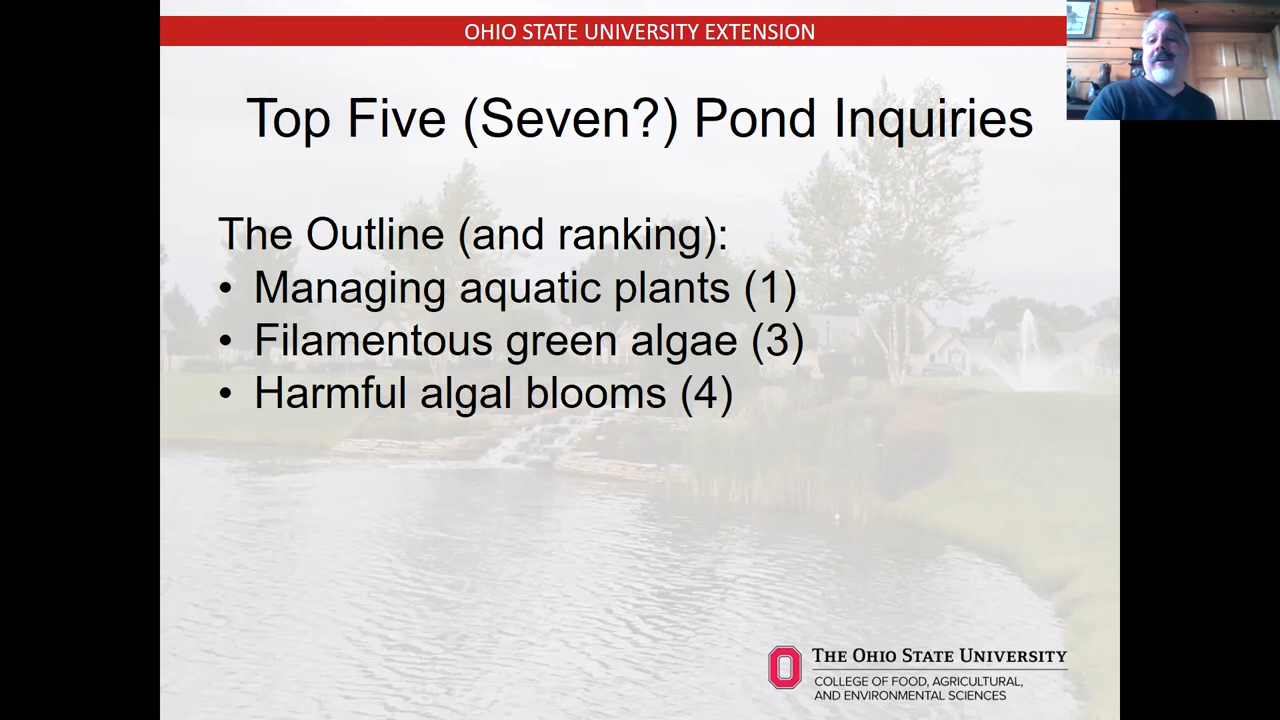 OHIO STATE UNIVERSITY EXTENSION
Top Five (Seven?) Pond Inquiries
The Outline (and ranking):
• Managing aquatic plants (1)
• Filamentous green algae (3)
• Harmful algal blooms (4)
THE OHIO STATE UNIVERSITY
COLLEGE OF FOOD, AGRICULTURAL,
AND ENVIRONMENTAL SCIENCES